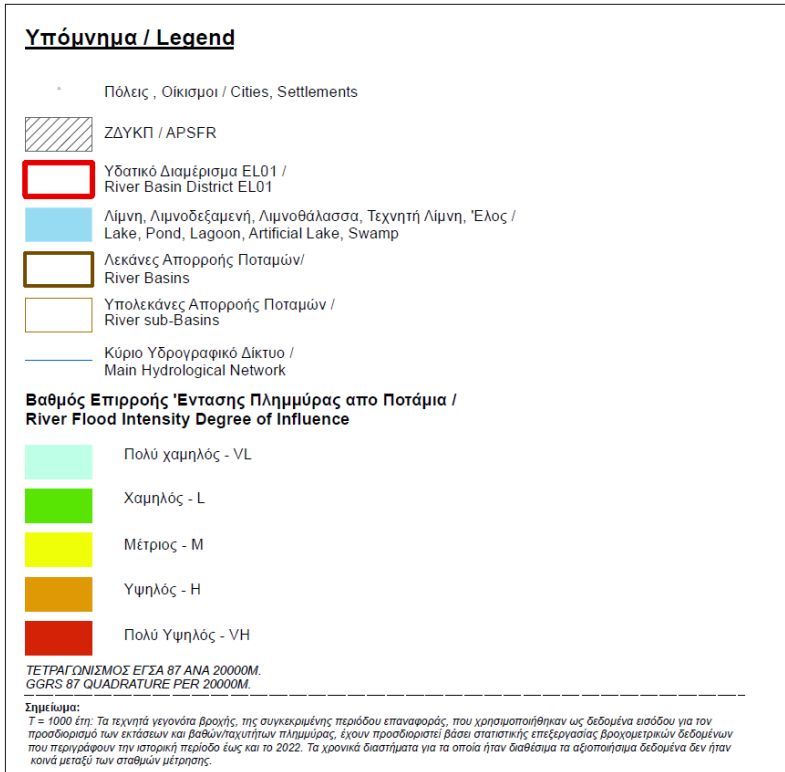 Υπόμνημα / Legend
Πόλεις , Οίκισμοι / Cities, Settlements
ΖΔΥΚΠ / APSFR
Υδατικό Διαμέρισμα EL01 /
River Basin District EL01
Λίμνη, Λιμνοδεξαμενή, Λιμνοθάλασσα, Τεχνητή Λίμνη, 'Ελος /
Lake, Pond, Lagoon, Artificial Lake, Swamp
Λεκάνες Απορροής Ποταμών/
River Basins
Υπολεκάνες Απορροής Ποταμών /
River sub-Basins
Κύριο Υδρογραφικό Δίκτυο /
Main Hydrological Network
Βαθμός Επιρροής 'Εντασης Πλημμύρας απο Ποτάμια /
River Flood Intensity Degree of Influence
Πολύ χαμηλός - VL
Χαμηλός - L
Μέτριος - M
Υψηλός - H
Πολύ Υψηλός - VH
ΤΕΤΡΑΓΩΝΙΣΜΟΣ ΕΓΣΑ 87 ΑΝΑ 20000Μ.
GGRS 87 QUADRATURE PER 20000M.
Σημείωμα:
T = 1000 έτη: Τα τεχνητά γεγονότα βροχής, της συγκεκριμένης περιόδου επαναφοράς, που χρησιμοποιήθηκαν ως δεδομένα εισόδου για τον
προσδιορισμό των εκτάσεων και βαθών/ταχυτήτων πλημμύρας, έχουν προσδιοριστεί βάσει στατιστικής επεξεργασίας βροχομετρικών δεδομένων
που περιγράφουν την ιστορική περίοδο έως και το 2022. Τα χρονικά διαστήματα για τα οποία ήταν διαθέσιμα τα αξιοποιήσιμα δεδομένα δεν ήταν
κοινά μεταξύ των σταθμών μέτρησης.